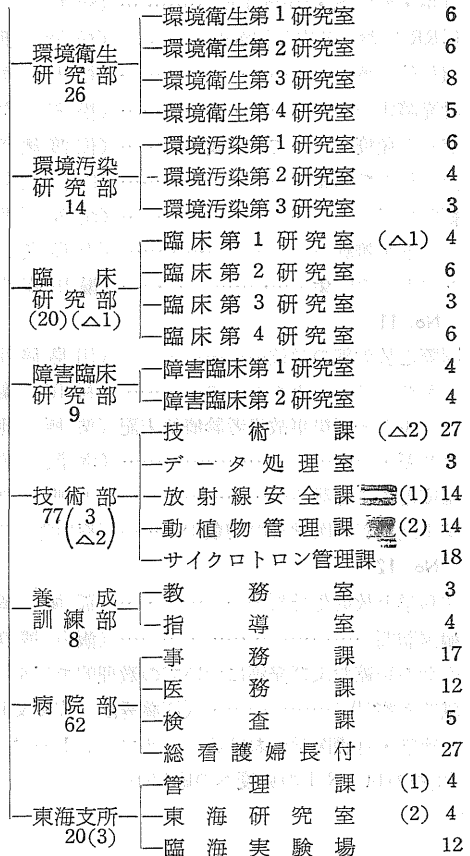 環境衛生研究部 26
環境衛生第1研究室 6
環境衛生第2研究室 6
環境衛生第3研究室 8
環境衛生第4研究室 5
環境汚染研究部 14
環境汚染第1研究室 6
環境汚染第2研究室 4
環境汚染第3研究室 3
臨床研究部 (20)(△1)
臨床第1研究室 (△1) 4
臨床第2研究室 6
臨床第3研究室 3
臨床第4研究室 6
障害臨床研究部 9
障害臨床第1研究室 4
障害臨床第2研究室 4
技術部 77(3 △2)
技術課 (△2) 27
データ処理室 3
放射線安全課 (1) 14
動植物管理課 (2) 14
サイクロトロン管理課 18
養成訓練部 8
教務室 3
指導室 4
病院部 62
事務課 17
医務課 12
検査課 5
総看護婦長付 27
東海支所 20(3)
管理課 (1) 4
東海研究室 (2) 4
臨海実験場 12